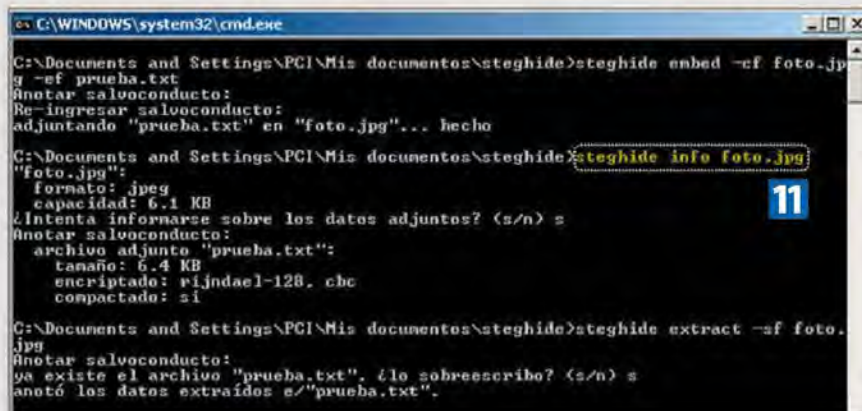 C:\WINDOWS\system32\cmd.exe
C:\Documents and Settings\PCI\Mis documentos\steghide>steghide embed -cf foto.jp
g -ef prueba.txt
Anotar salvoconducto:
Re-ingresar salvoconducto:
adjuntando "prueba.txt" en "foto.jpg"... hecho
C:\Documents and Settings\PCI\Mis documentos\steghide>steghide info foto.jpg
"foto.jpg":
formato: jpeg
capacidad: 6.1 KB
¿Intenta informarse sobre los datos adjuntos? (s/n) s
Anotar salvoconducto:
archivo adjunto "prueba.txt":
tamaño: 6.4 KB
encriptado: rijndael-128, cbc
compactado: si
C:\Documents and Settings\PCI\Mis documentos\steghide>steghide extract -sf foto.
jpg
Anotar salvoconducto:
ya existe el archivo "prueba.txt". ¿lo sobreescribo? (s/n) s
anotó los datos extraídos e/"prueba.txt".
11